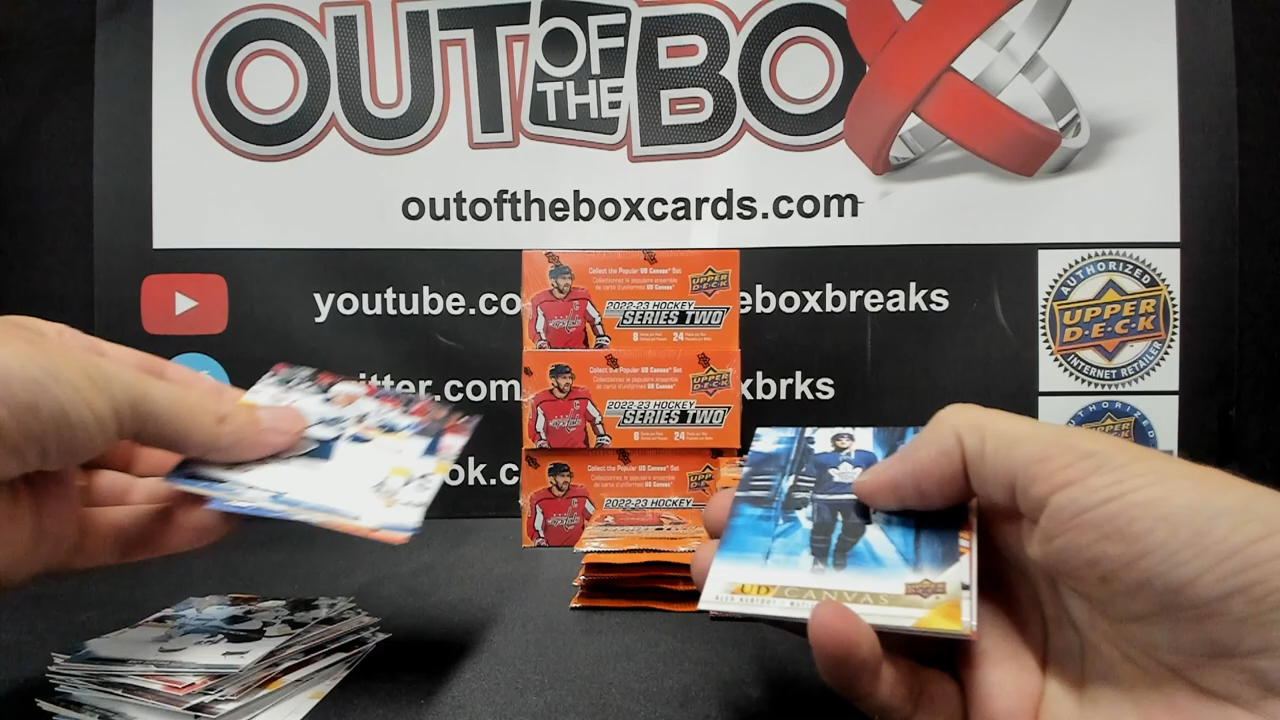 OUT OF THE BOX
outoftheboxcards.com
youtube.co
eboxbreaks
itter.com
xbrks
ok.c
AUTHORIZED
UPPER
D·E·C·K
INTERNET RETAILER
THORIZE
UPPER
Collect the Popular UD Canvas® Set
UPPER
DECK
2022-23 HOCKEY
SERIES TWO
8
24
Collect the Popular UD Canvas® Set
UPPER
DECK
2022-23 HOCKEY
SERIES TWO
8
24
Collect the Popular UD Canvas® Set
UPP
2022-23 HOCKEY
UD CANVAS